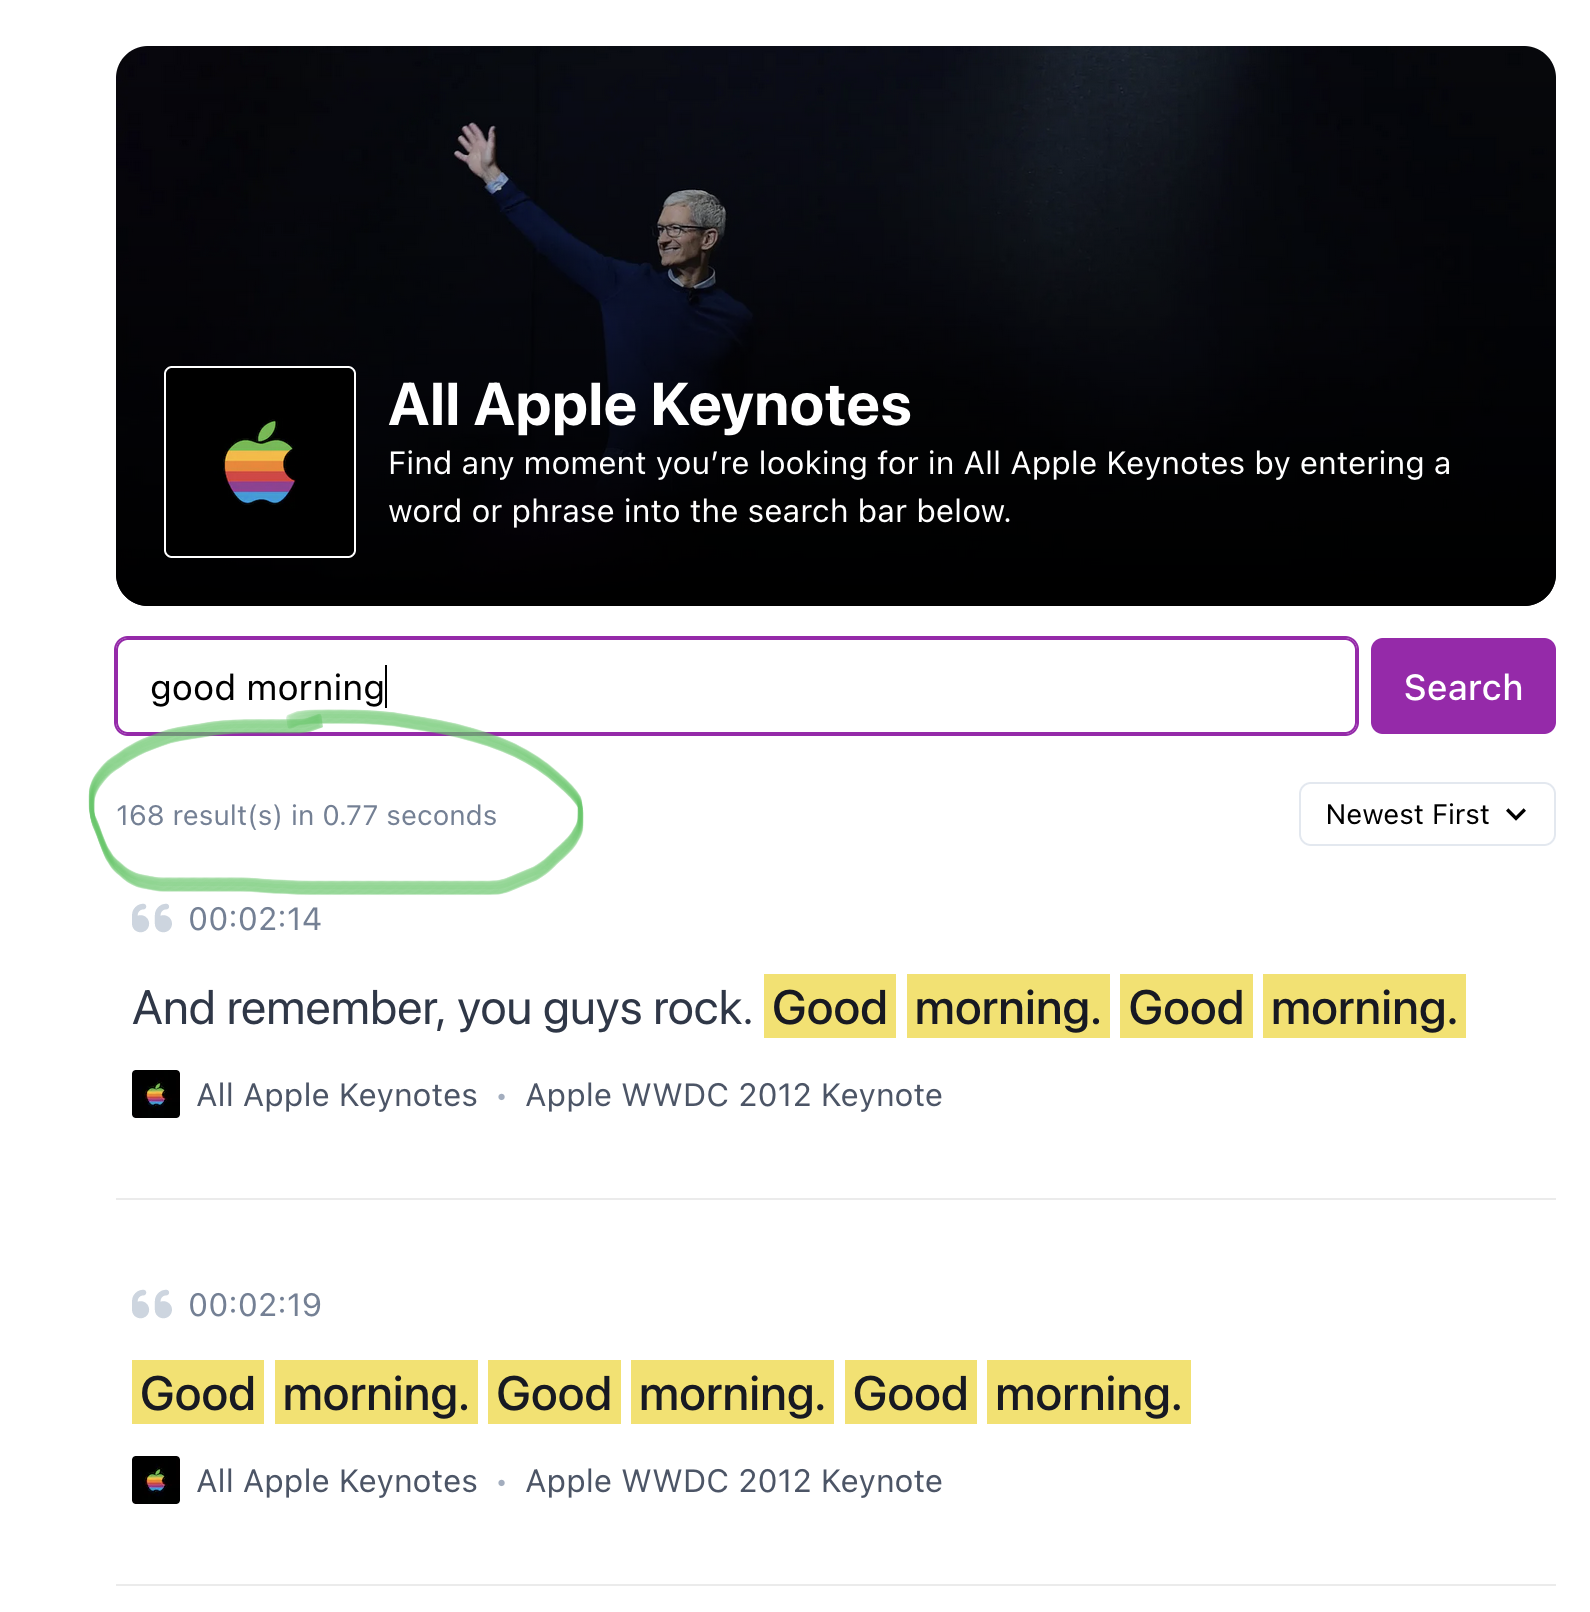 All Apple Keynotes
Find any moment you’re looking for in All Apple Keynotes by entering a
word or phrase into the search bar below.
good morning
Search
168 result(s) in 0.77 seconds
Newest First
00:02:14
And remember, you guys rock. Good morning. Good morning.
All Apple Keynotes • Apple WWDC 2012 Keynote
00:02:19
Good morning. Good morning. Good morning.
All Apple Keynotes • Apple WWDC 2012 Keynote